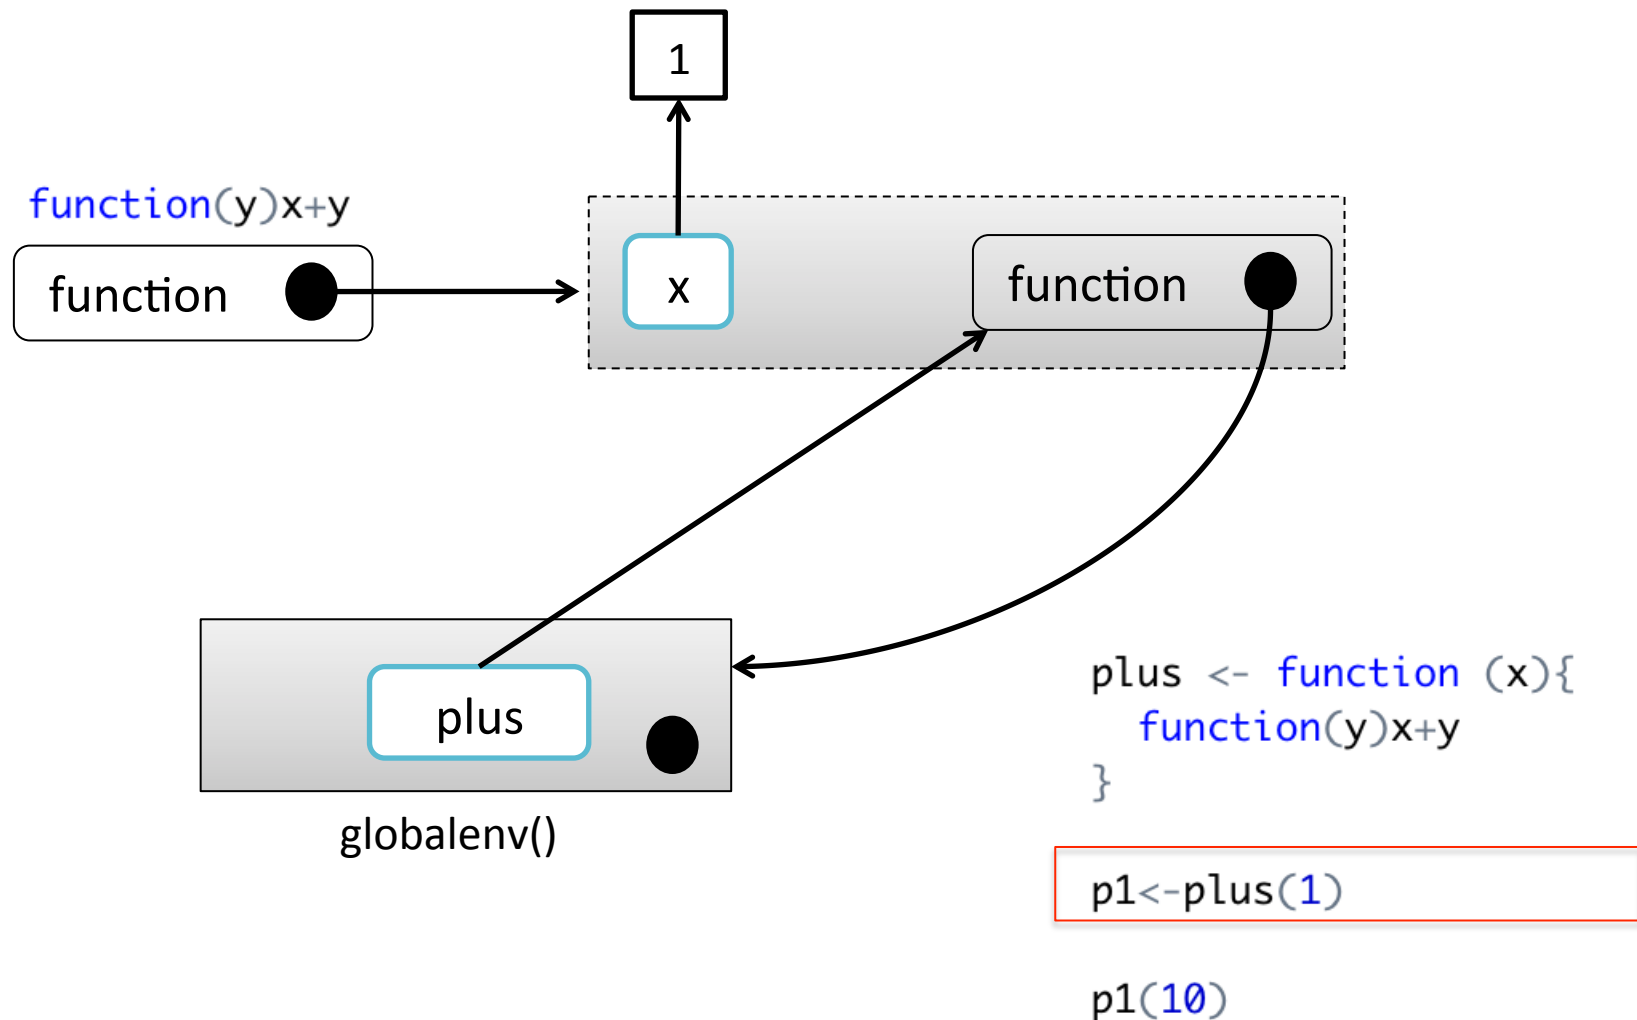 1
function(y)x+y
function
x
function
plus
globalenv()
plus <- function (x){
function(y)x+y
}
p1<-plus(1)
p1(10)